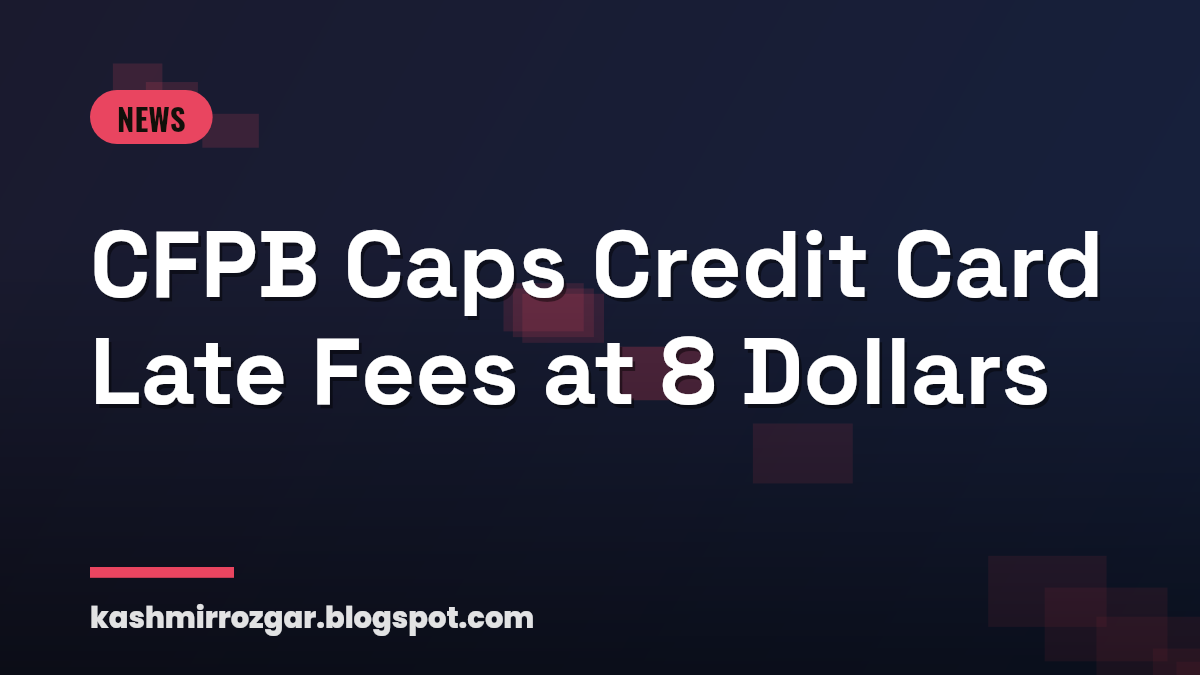 NEWS
CFPB Caps Credit Card
Late Fees at 8 Dollars
kashmirrozgar.blogspot.com